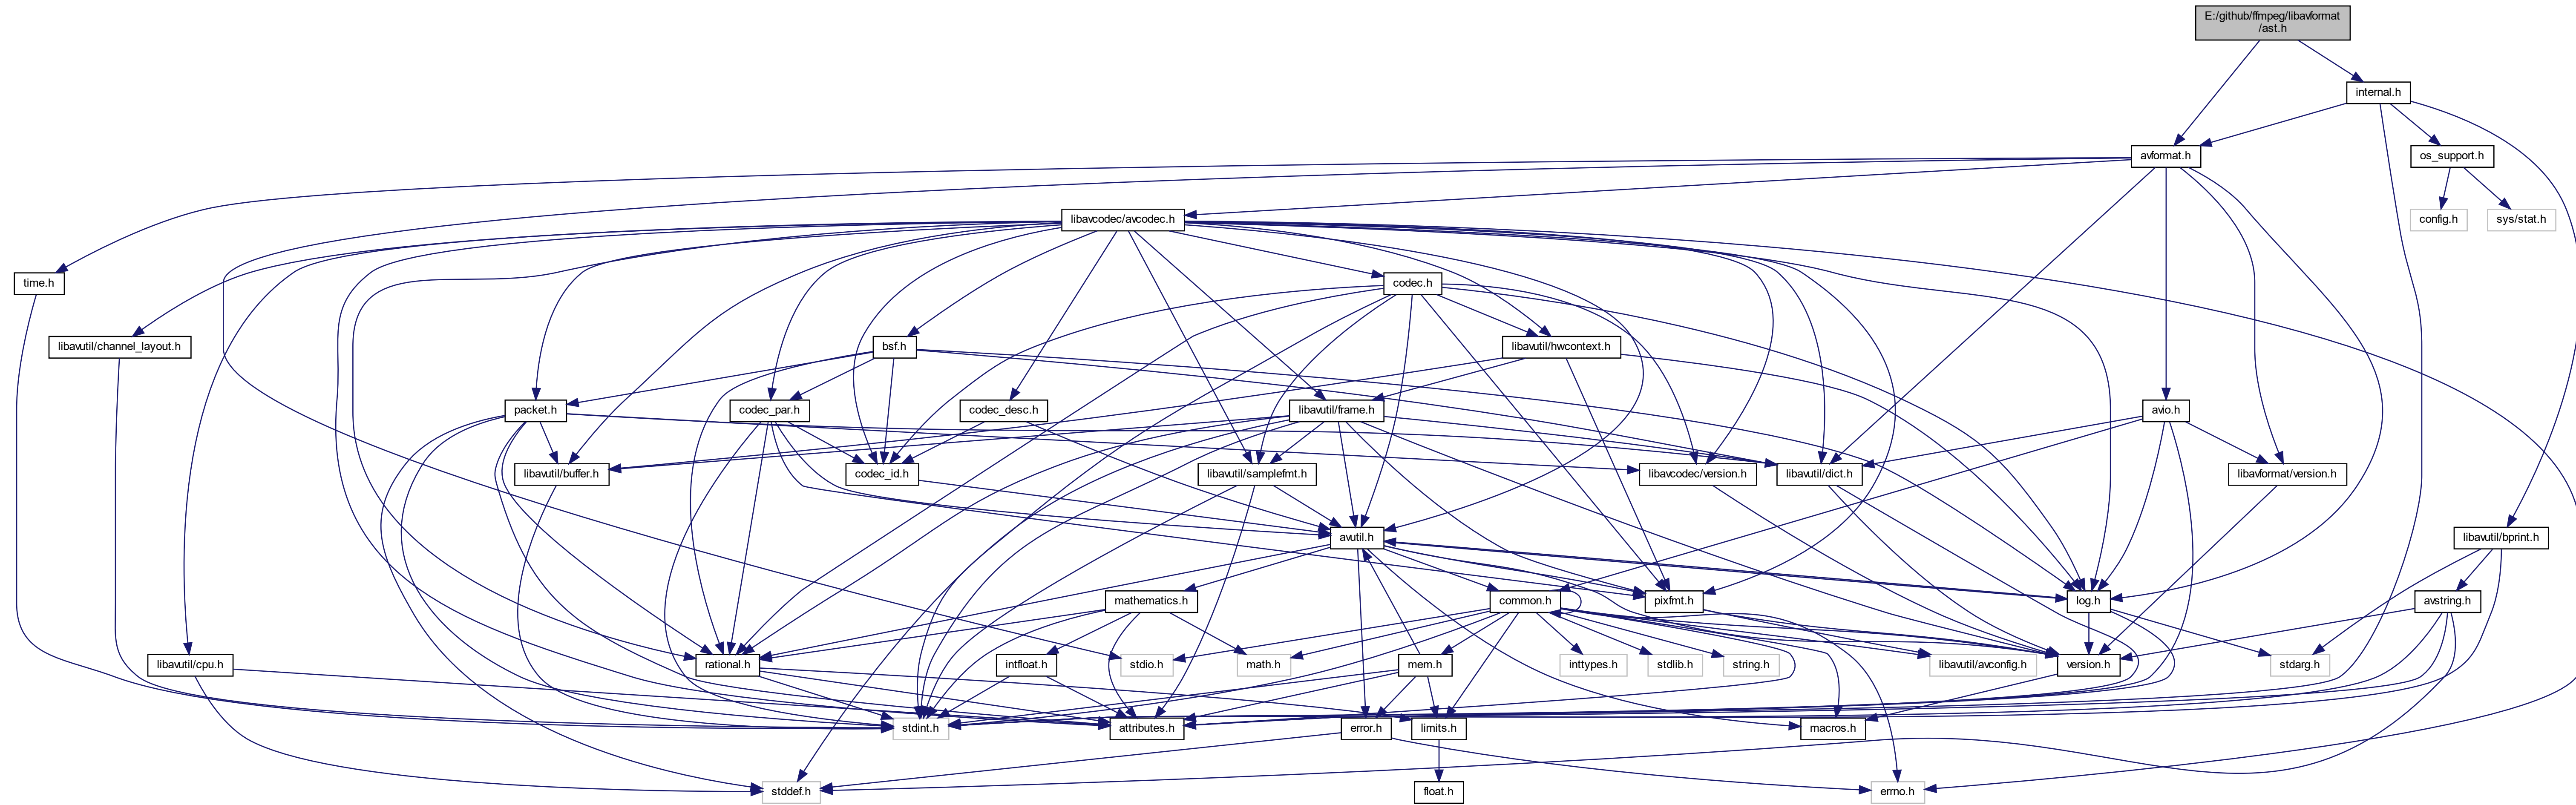 E:/github/ffmpeg/libavformat
/ast.h
internal.h
avformat.h
os_support.h
libavcodec/avcodec.h
config.h
sys/stat.h
time.h
codec.h
libavutil/channel_layout.h
bsf.h
libavutil/hwcontext.h
packet.h
codec_par.h
codec_desc.h
libavutil/frame.h
avio.h
libavutil/buffer.h
codec_id.h
libavutil/samplefmt.h
libavcodec/version.h
libavutil/dict.h
libavformat/version.h
avutil.h
libavutil/bprint.h
mathematics.h
common.h
pixfmt.h
log.h
avstring.h
libavutil/cpu.h
rational.h
intfloat.h
stdio.h
math.h
mem.h
inttypes.h
stdlib.h
string.h
libavutil/avconfig.h
version.h
stdarg.h
stdint.h
attributes.h
error.h
limits.h
macros.h
stddef.h
float.h
errno.h